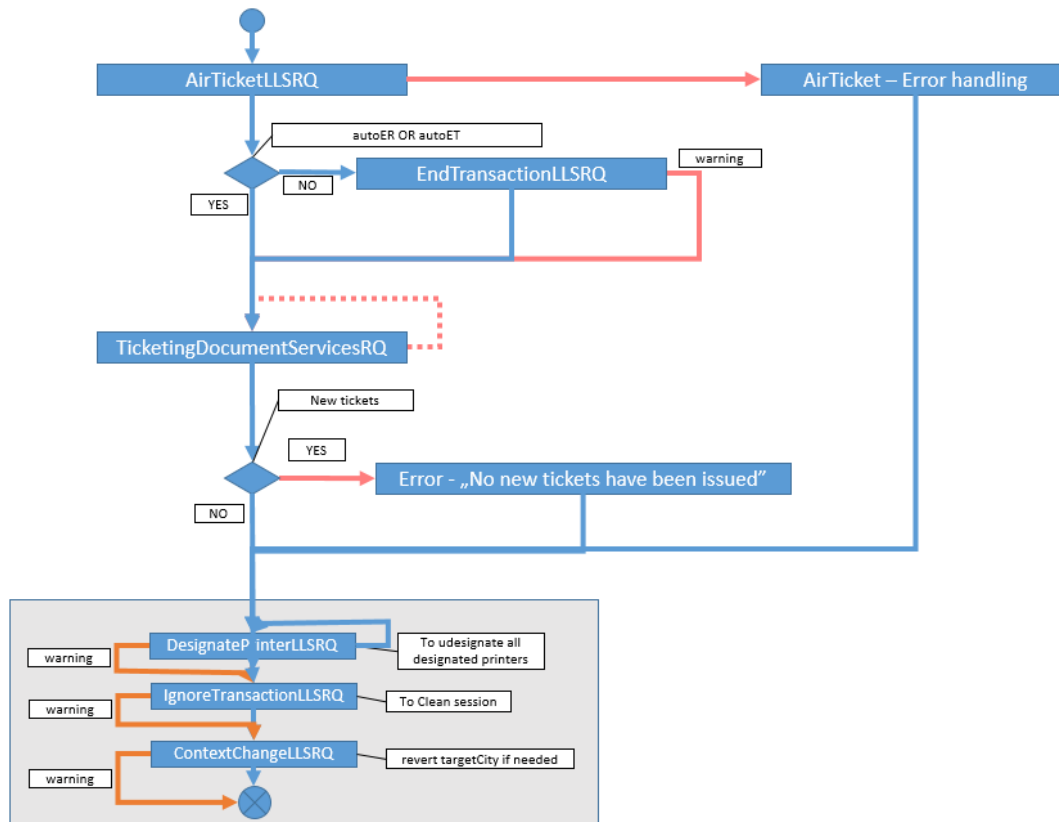 AirTicketLLSRQ
AirTicket – Error handling
autoER OR autoET
warning
NO
EndTransactionLLSRQ
YES
TicketingDocumentServicesRQ
New tickets
YES
Error - „No new tickets have been issued”
NO
DesignateP interLLSRQ
To udesignate all
designated printers
warning
IgnoreTransactionLLSRQ
To Clean session
warning
ContextChangeLLSRQ
revert targetCity if needed
warning